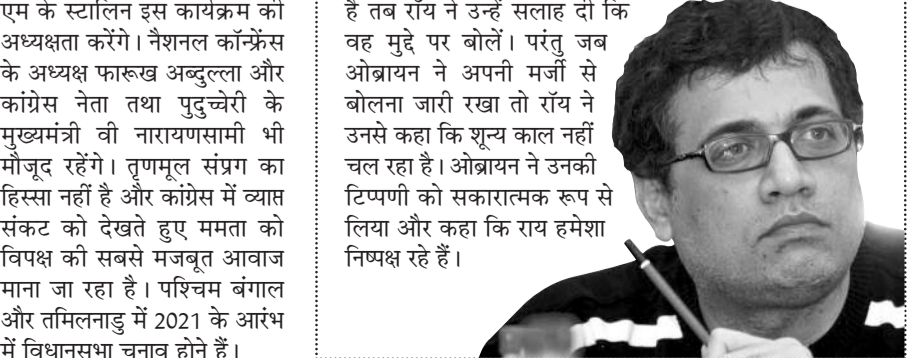 एम के स्टालिन इस कार्यक्रम की
अध्यक्षता करेंगे। नैशनल कॉन्फ्रेंस
के अध्यक्ष फारूख अब्दुल्ला और
कांग्रेस नेता तथा पुदुच्चेरी के
मुख्यमंत्री वी नारायणसामी भी
मौजूद रहेंगे। तृणमूल संप्रग का
हिस्सा नहीं है और कांग्रेस में व्याप्त
संकट को देखते हुए ममता को
विपक्ष की सबसे मजबूत आवाज
माना जा रहा है। पश्चिम बंगाल
और तमिलनाडु में 2021 के आरंभ
में विधानसभा चुनाव होने हैं।
है तब रॉय ने उन्हें सलाह दी कि
वह मुद्दे पर बोलें। परंतु जब
ओब्रायन ने अपनी मर्जी से
बोलना जारी रखा तो रॉय ने
उनसे कहा कि शून्य काल नहीं
चल रहा है। ओब्रायन ने उनकी
टिप्पणी को सकारात्मक रूप से
लिया और कहा कि राय हमेशा
निष्पक्ष रहे हैं।